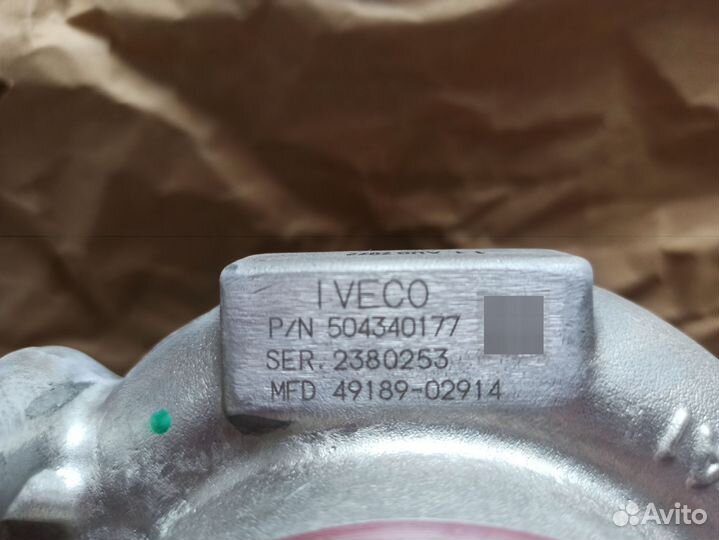 IVECO
P/N 504340177
SER. 2380253
MFD 49189-02914
Avito